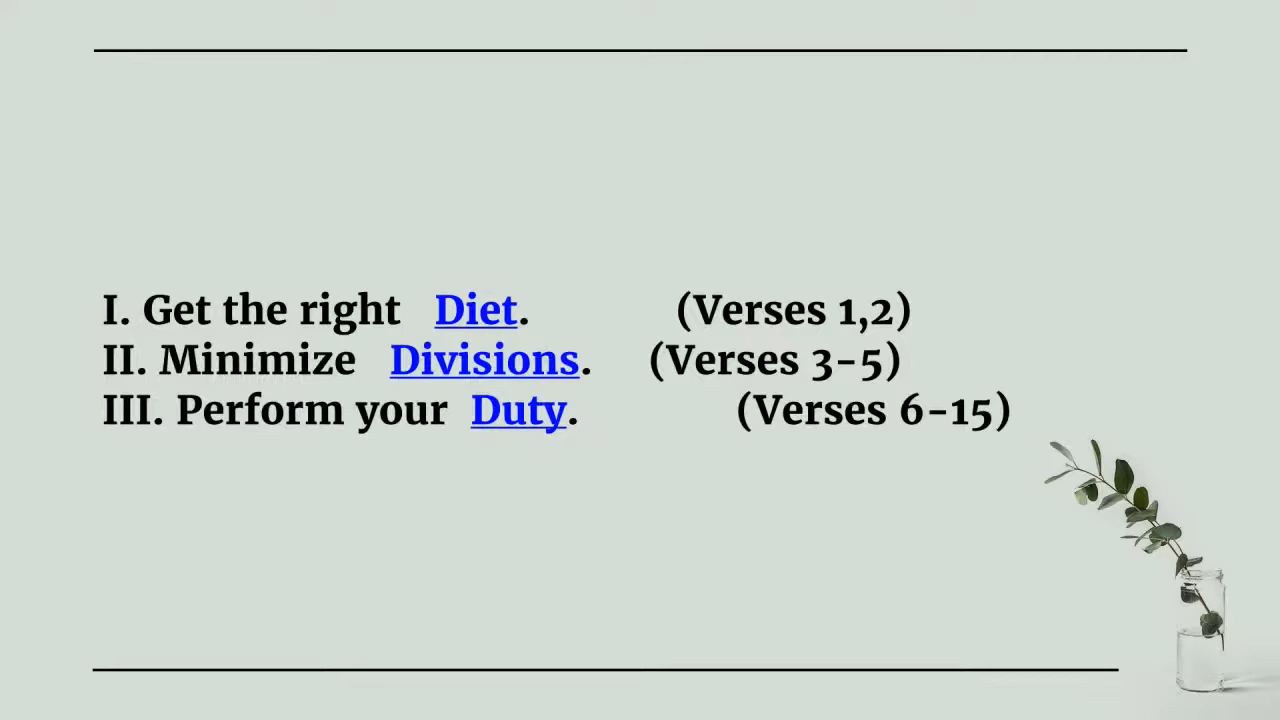 I. Get the right Diet. (Verses 1,2)
II. Minimize Divisions. (Verses 3-5)
III. Perform your Duty. (Verses 6-15)